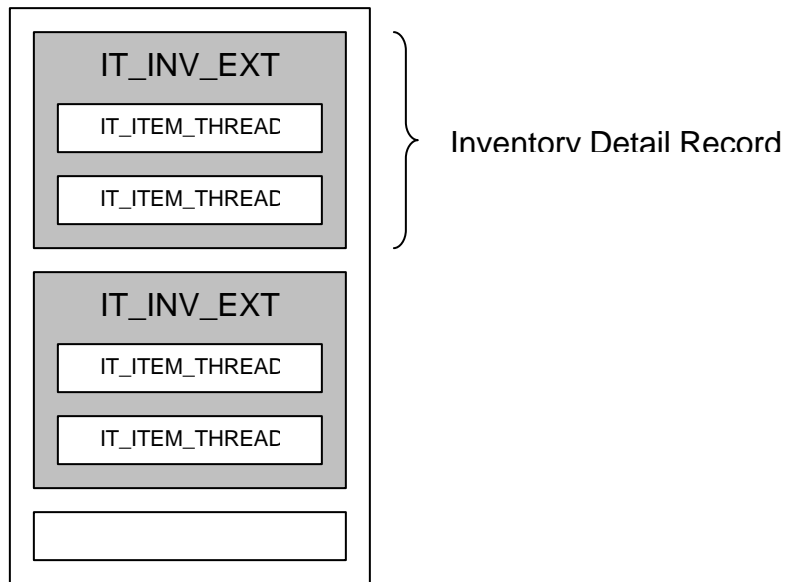 IT_INV_EXT
IT_ITEM_THREAD
IT_ITEM_THREAD
Inventory Detail Record
IT_INV_EXT
IT_ITEM_THREAD
IT_ITEM_THREAD